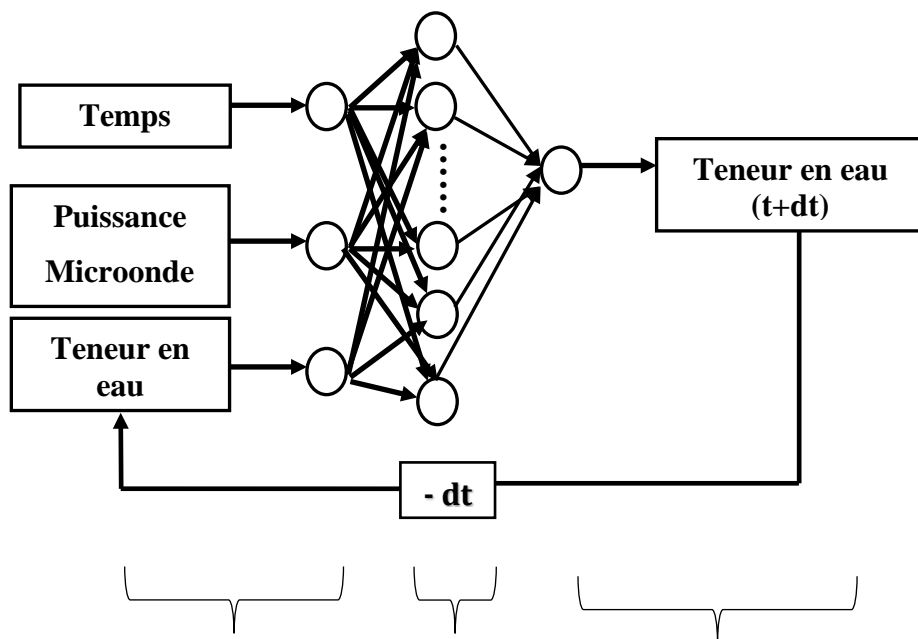 Temps
Puissance
Microonde
Teneur en
eau
Teneur en eau
(t+dt)
- dt